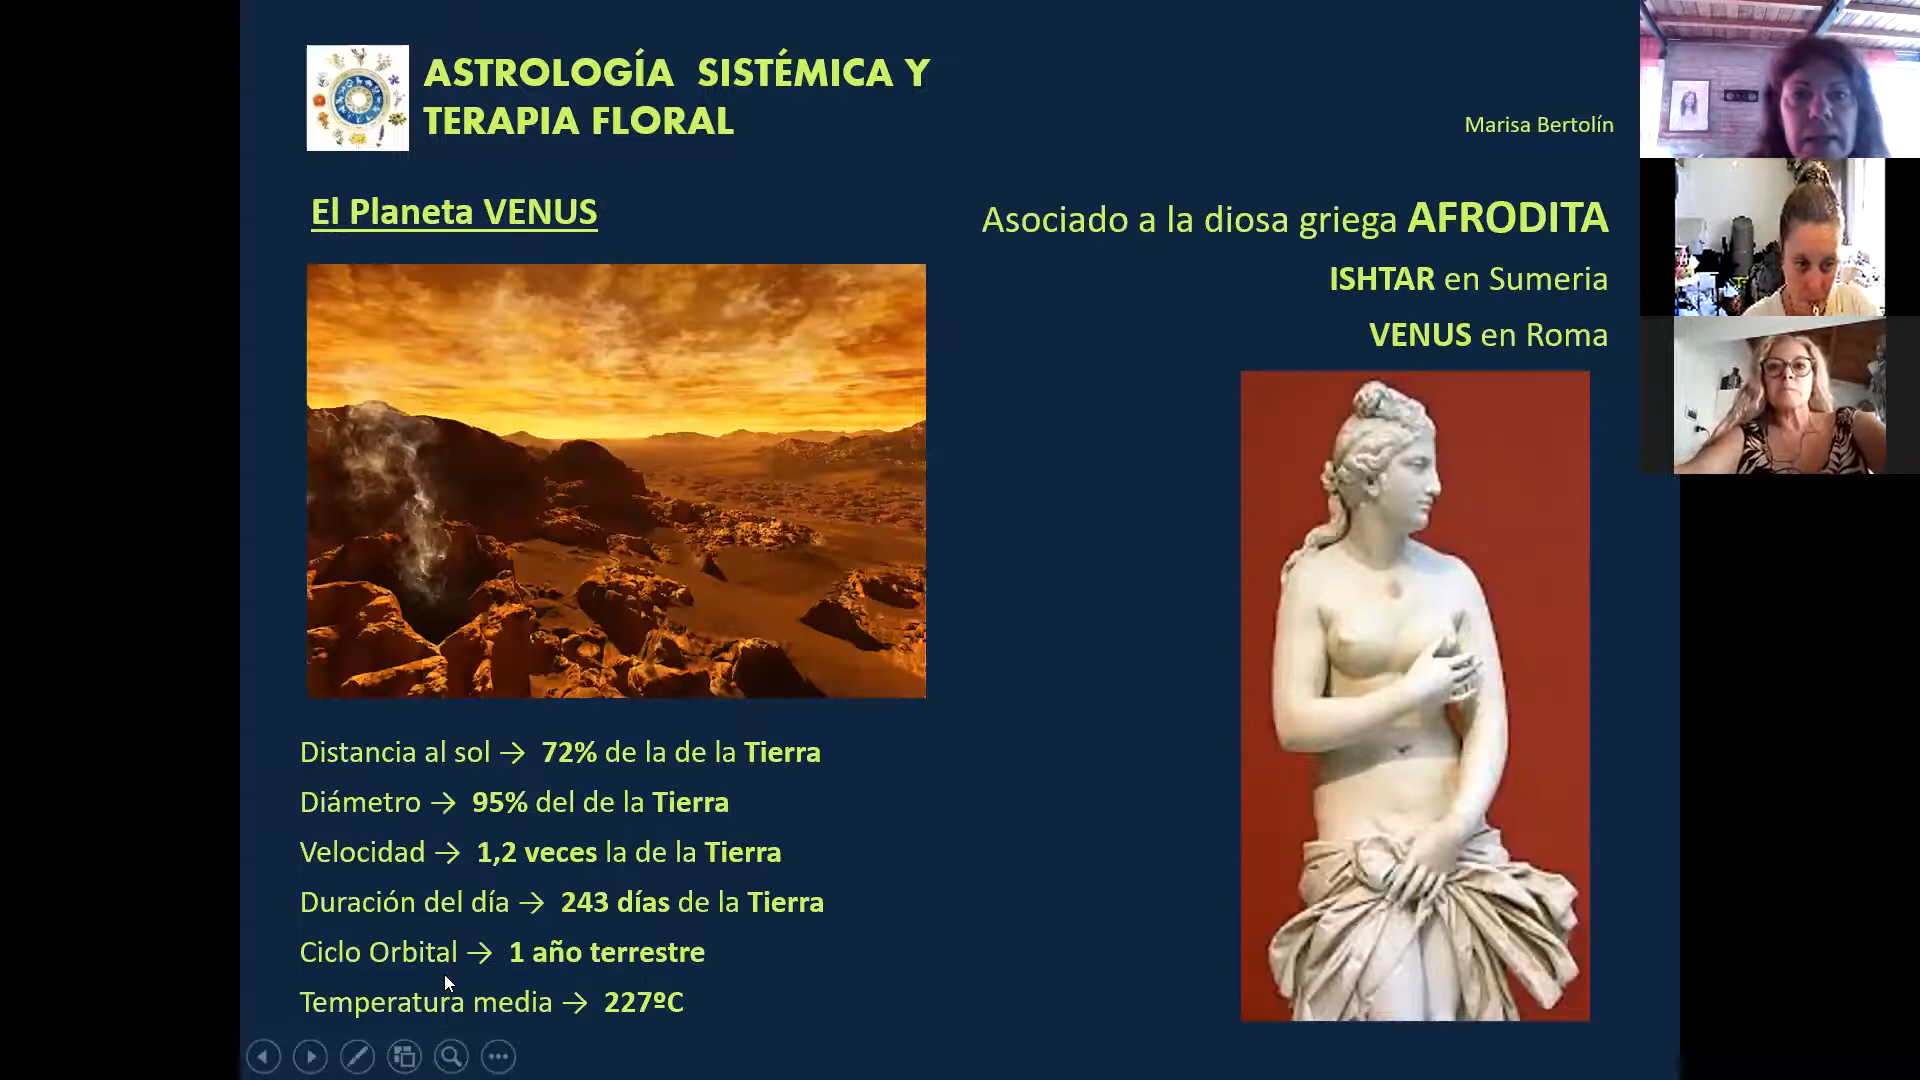 ASTROLOGÍA SISTÉMICA Y
TERAPIA FLORAL
Marisa Bertolín
El Planeta VENUS
Asociado a la diosa griega AFRODITA
ISHTAR en Sumeria
VENUS en Roma
Distancia al sol → 72% de la de la Tierra
Diámetro → 95% del de la Tierra
Velocidad → 1,2 veces la de la Tierra
Duración del día → 243 días de la Tierra
Ciclo Orbital → 1 año terrestre
Temperatura media → 227ºC